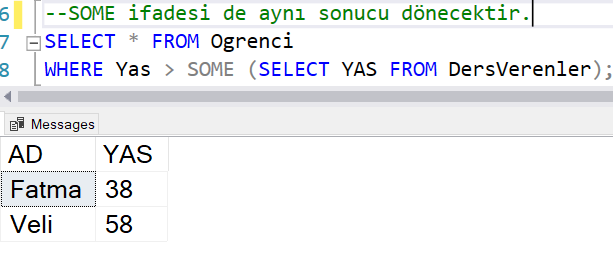 6 --SOME ifadesi de aynı sonucu dönecektir.
7 SELECT * FROM Ogrenci
8 WHERE Yas > SOME (SELECT YAS FROM DersVerenler);
Messages
AD YAS
Fatma 38
Veli 58